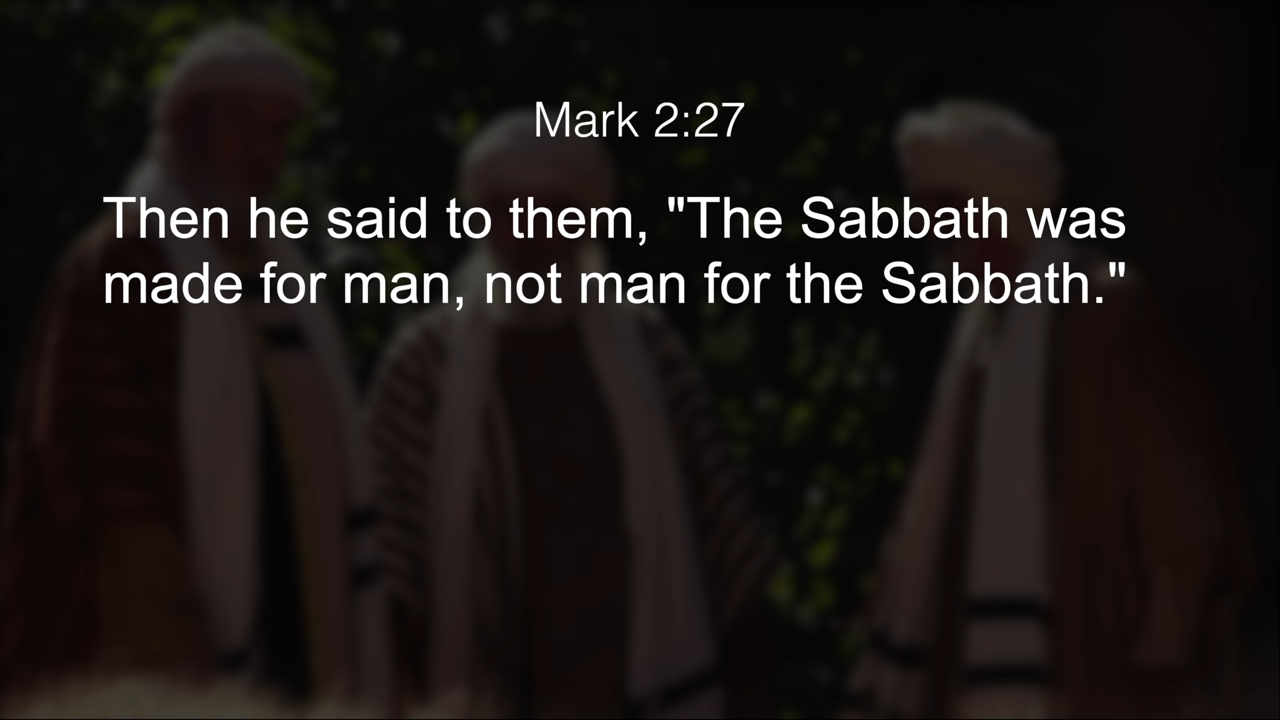 Mark 2:27
Then he said to them, "The Sabbath was
made for man, not man for the Sabbath."